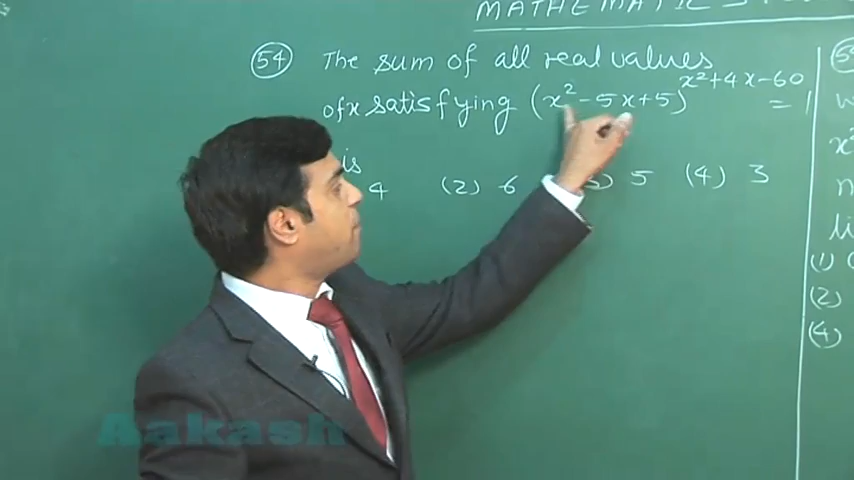 MATHEMATICS
54 The sum of all real values
of x satisfying (x²-5x+5)^x²+4x-60 = 1
is
4 (2) 6 5 (4) 3
(1)
(2)
(4)
Aakash